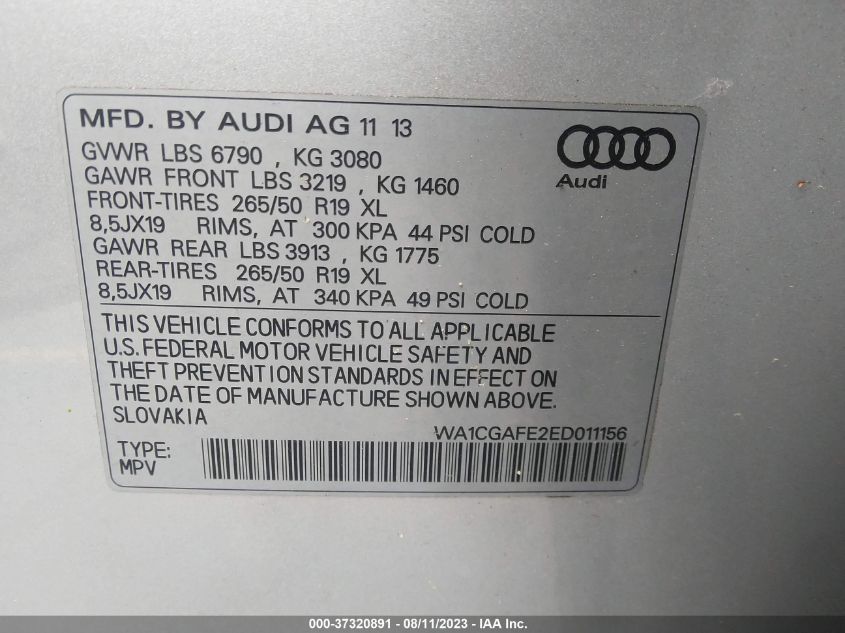 MFD. BY AUDI AG 11 13
GVWR LBS 6790 , KG 3080
GAWR FRONT LBS 3219 , KG 1460
FRONT-TIRES 265/50 R19 XL
8,5JX19 RIMS, AT 300 KPA 44 PSI COLD
GAWR REAR LBS 3913 , KG 1775
REAR-TIRES 265/50 R19 XL
8,5JX19 RIMS, AT 340 KPA 49 PSI COLD
Audi
THIS VEHICLE CONFORMS TO ALL APPLICABLE
U.S. FEDERAL MOTOR VEHICLE SAFETY AND
THEFT PREVENTION STANDARDS IN EFFECT ON
THE DATE OF MANUFACTURE SHOWN ABOVE.
SLOVAKIA
WA1CGAFE2ED011156
TYPE:
MPV
000-37320891 - 08/11/2023 - IAA Inc.